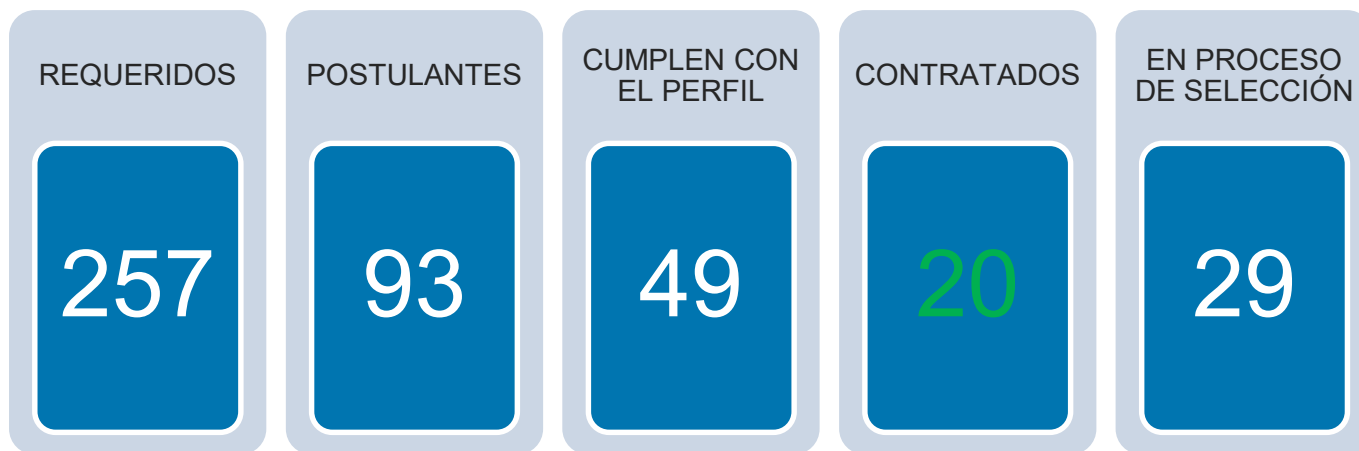 REQUERIDOS
257
POSTULANTES
93
CUMPLEN CON
EL PERFIL
49
CONTRATADOS
20
EN PROCESO
DE SELECCIÓN
29